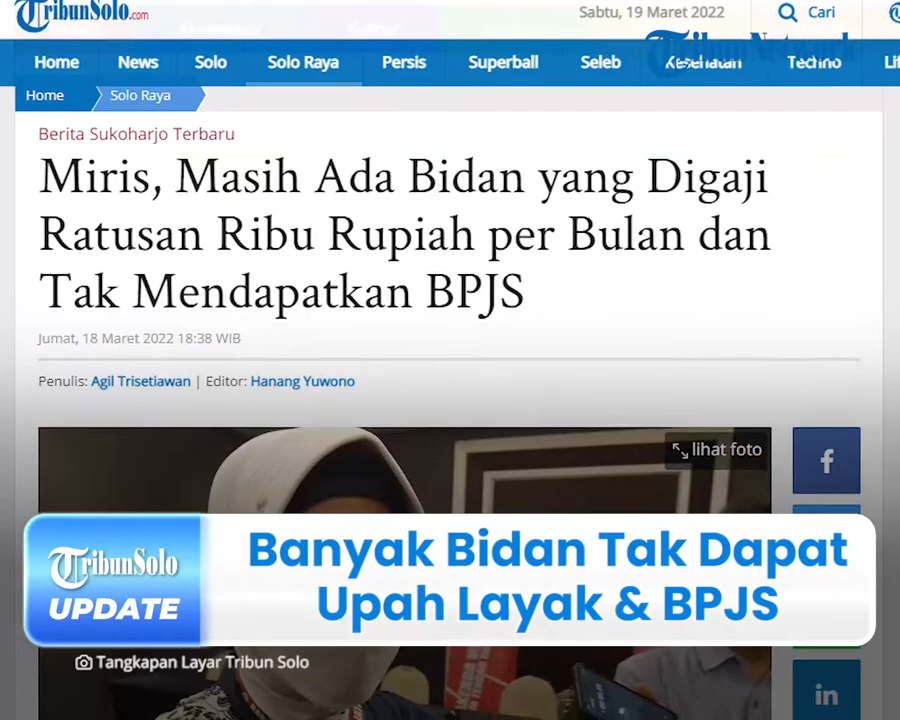 TribunSolo.com
Sabtu, 19 Maret 2022
Cari
Tribun Network
Home News Solo Solo Raya Persis Superball Seleb Kesehatan Techno
Home Solo Raya
Berita Sukoharjo Terbaru
Miris, Masih Ada Bidan yang Digaji
Ratusan Ribu Rupiah per Bulan dan
Tak Mendapatkan BPJS
Jumat, 18 Maret 2022 18:38 WIB
Penulis: Agil Trisetiawan | Editor: Hanang Yuwono
lihat foto
f
TribunSolo
UPDATE
Banyak Bidan Tak Dapat
Upah Layak & BPJS
Tangkapan Layar Tribun Solo
in